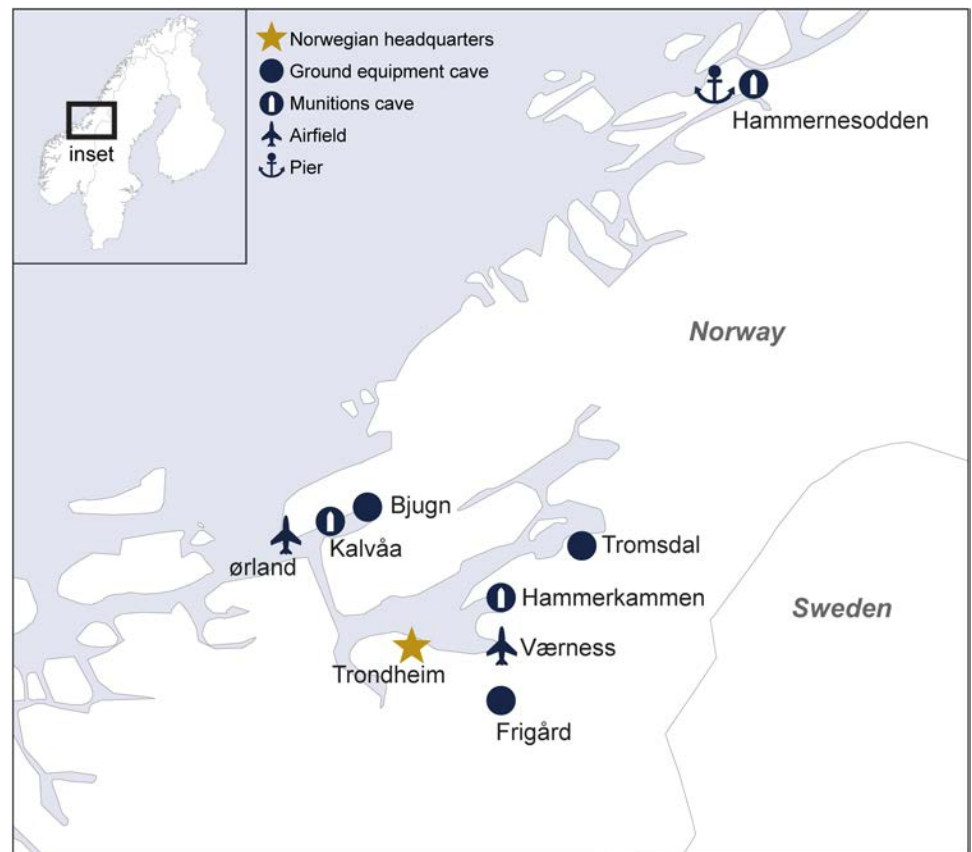 Norwegian headquarters
Ground equipment cave
Munitions cave
Airfield
Pier
inset
Hammernesodden
Norway
Bjugn
Kalvåa
ørland
Tromsdal
Hammerkammen
Sweden
Værness
Trondheim
Frigård